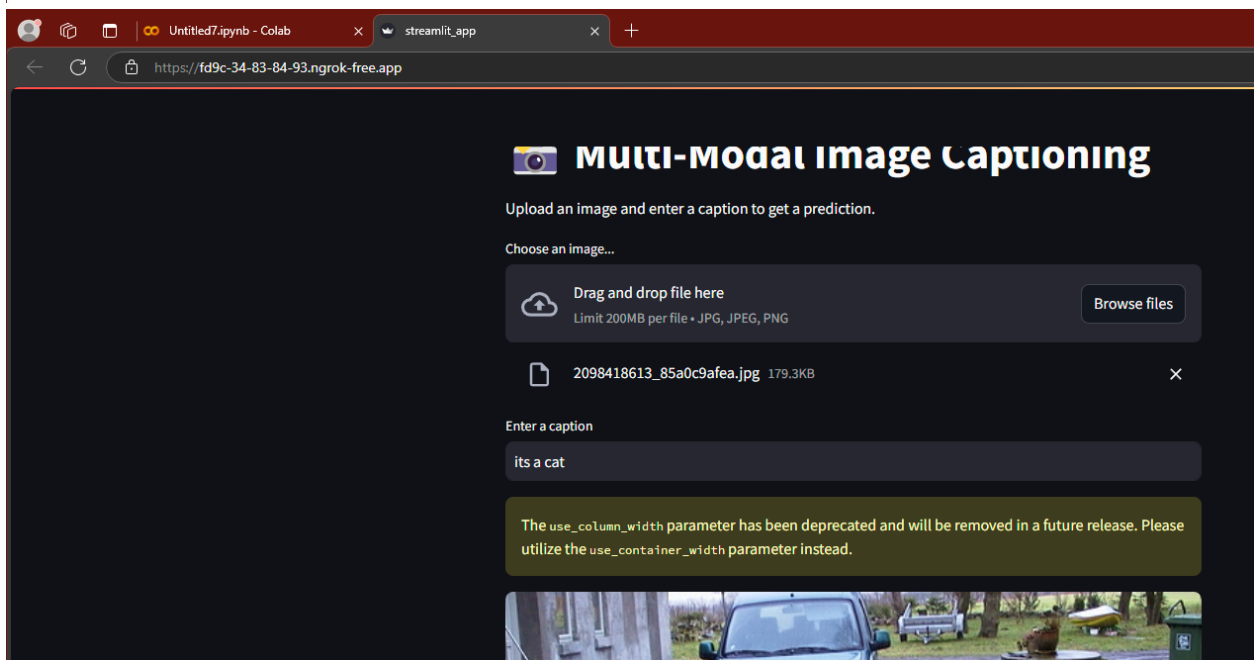 Untitled7.ipynb - Colab
streamlit_app
https://fd9c-34-83-84-93.ngrok-free.app
Multi-Modal Image Captioning
Upload an image and enter a caption to get a prediction.
Choose an image...
Drag and drop file here
Limit 200MB per file • JPG, JPEG, PNG
Browse files
2098418613_85a0c9afea.jpg 179.3KB
Enter a caption
its a cat
The use_column_width parameter has been deprecated and will be removed in a future release. Please
utilize the use_container_width parameter instead.